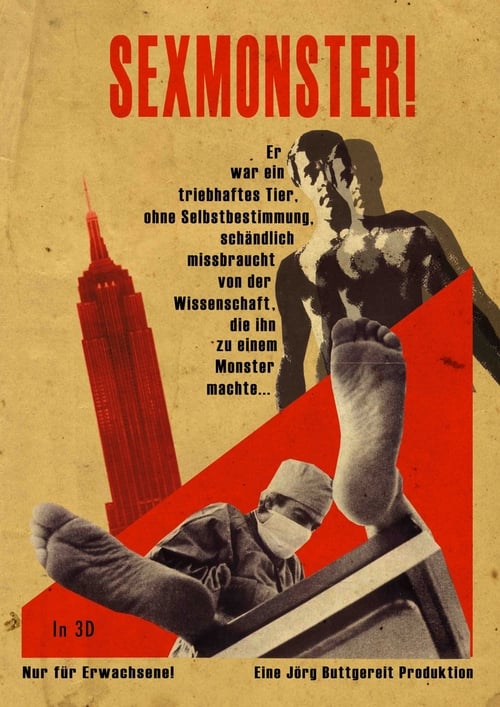 SEXMONSTER!
Er
war ein
triebhaftes Tier,
ohne Selbstbestimmung,
schändlich
missbraucht
von der
Wissenschaft,
die ihn
zu einem
Monster
machte...
In 3D
Nur für Erwachsene!
Eine Jörg Buttgereit Produktion